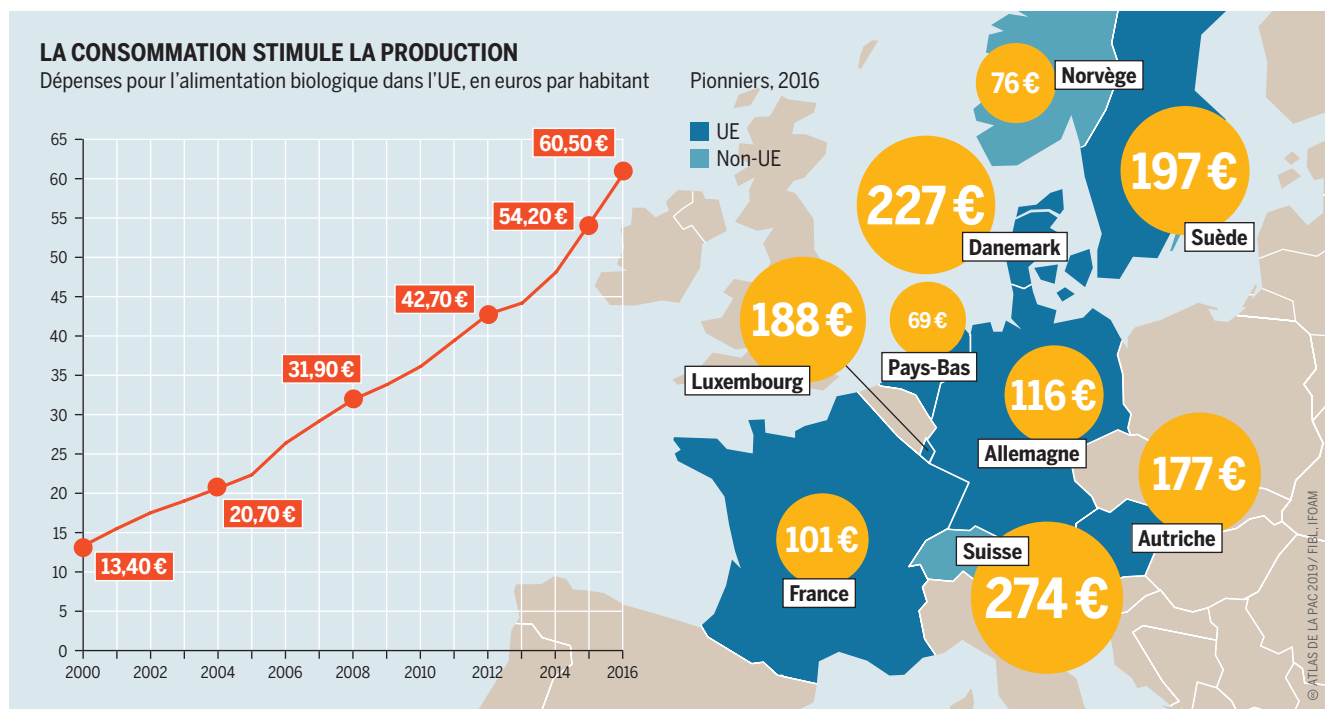 LA CONSOMMATION STIMULE LA PRODUCTION
Dépenses pour l'alimentation biologique dans l'UE, en euros par habitant
65
60
55
50
45
40
35
30
25
20
15
10
5
0
2000
2002
2004
2006
2008
2010
2012
2014
2016
13,40 €
20,70 €
31,90 €
42,70 €
54,20 €
60,50 €
Pionniers, 2016
UE
Non-UE
76 €
Norvège
197 €
Suède
227 €
Danemark
188 €
Luxembourg
69 €
Pays-Bas
116 €
Allemagne
177 €
Autriche
101 €
France
Suisse
274 €
© ATLAS DE LA PAC 2019 / FIBL, IFOAM